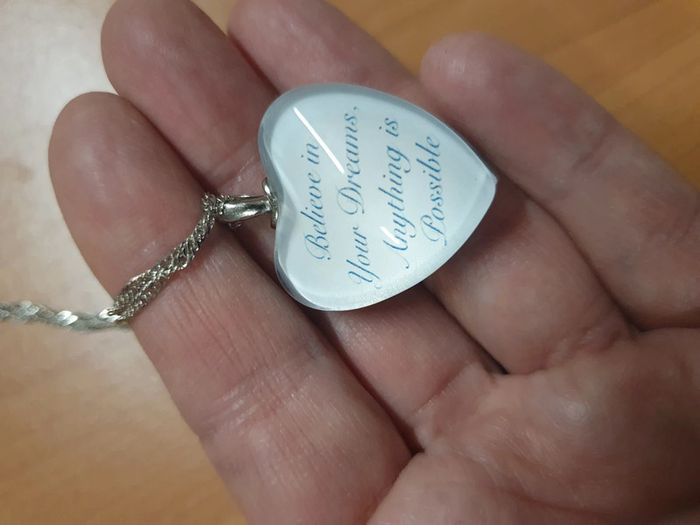 Believe in
Your Dreams,
Anything is
Possible